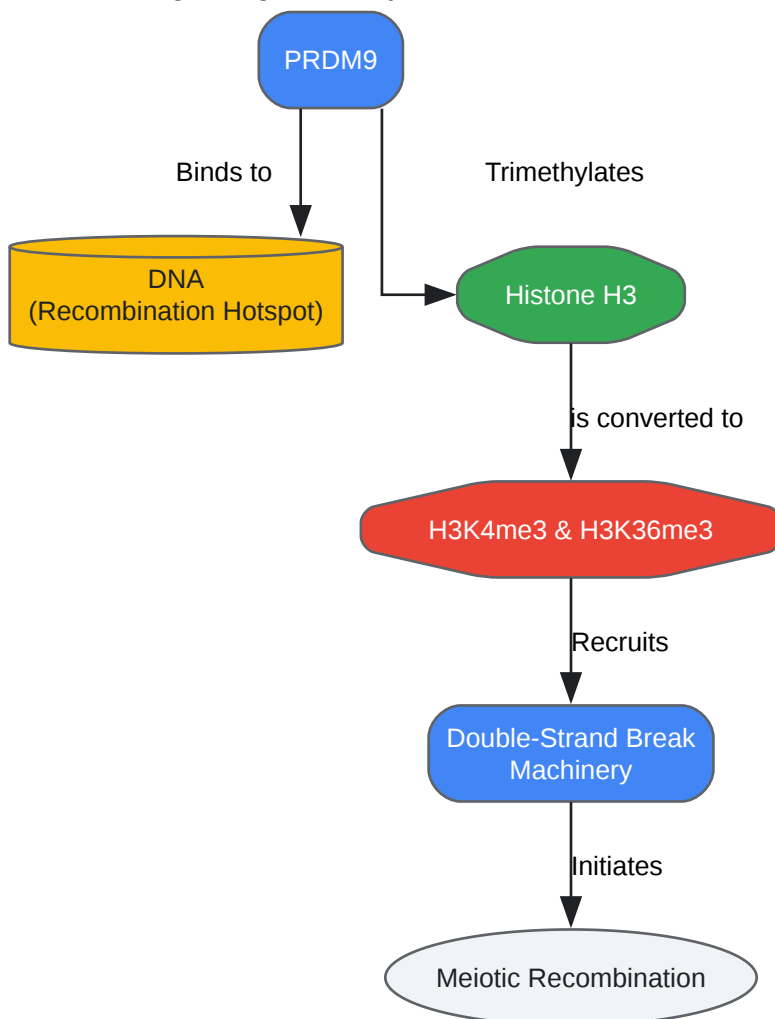 PRDM9
Binds to
Trimethylates
DNA
(Recombination Hotspot)
Histone H3
is converted to
H3K4me3 & H3K36me3
Recruits
Double-Strand Break
Machinery
Initiates
Meiotic Recombination